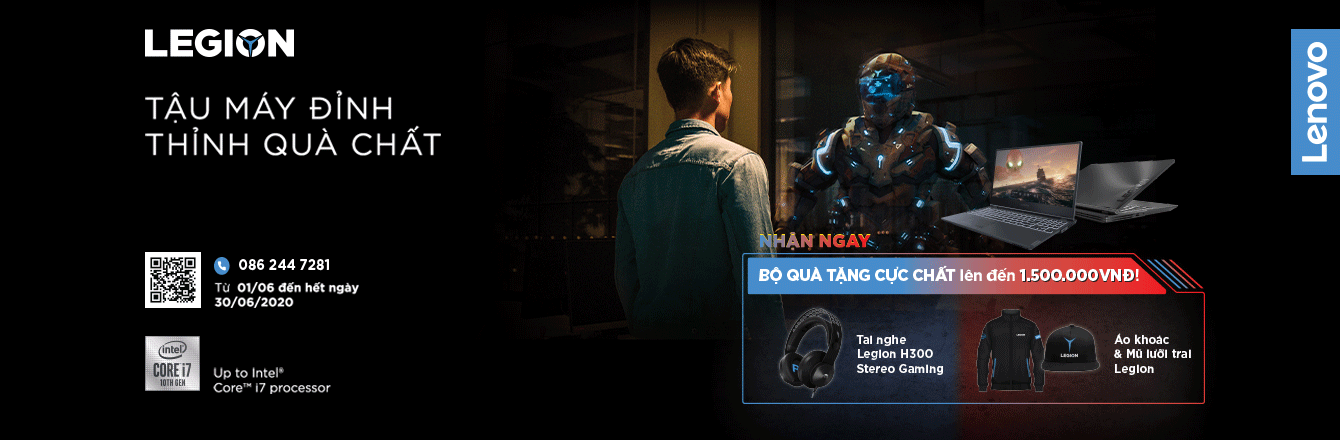 LEGION
TẬU MÁY ĐỈNH
THỈNH QUÀ CHẤT
086 244 7281
Từ 01/06 đến hết ngày
30/06/2020
intel
CORE i7
10TH GEN
Up to Intel®
Core™ i7 processor
Lenovo
NHẬN NGAY
BỘ QUÀ TẶNG CỰC CHẤT lên đến 1.500.000VNĐ!
Tai nghe
Legion H300
Stereo Gaming
LEGION
Áo khoác
& Mũ lưỡi trai
Legion